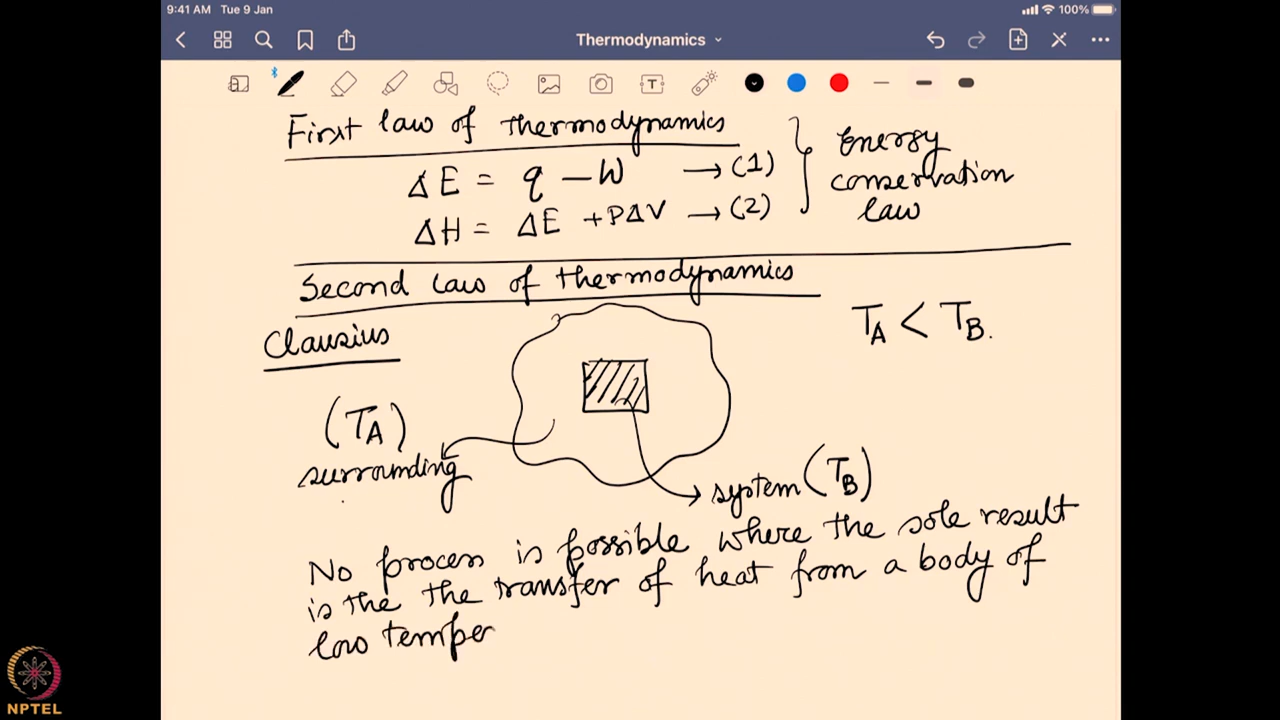 9:41 AM Tue 9 Jan
100%
Thermodynamics
T
First law of thermodynamics
ΔE = q - W → (1)
ΔH = ΔE + PΔV → (2)
energy
conservation
law
Second law of thermodynamics
Clausius
T_A < T_B.
(T_A)
surrounding
system (T_B)
No process is possible where the sole result
is the the transfer of heat from a body of
low temper
NPTEL